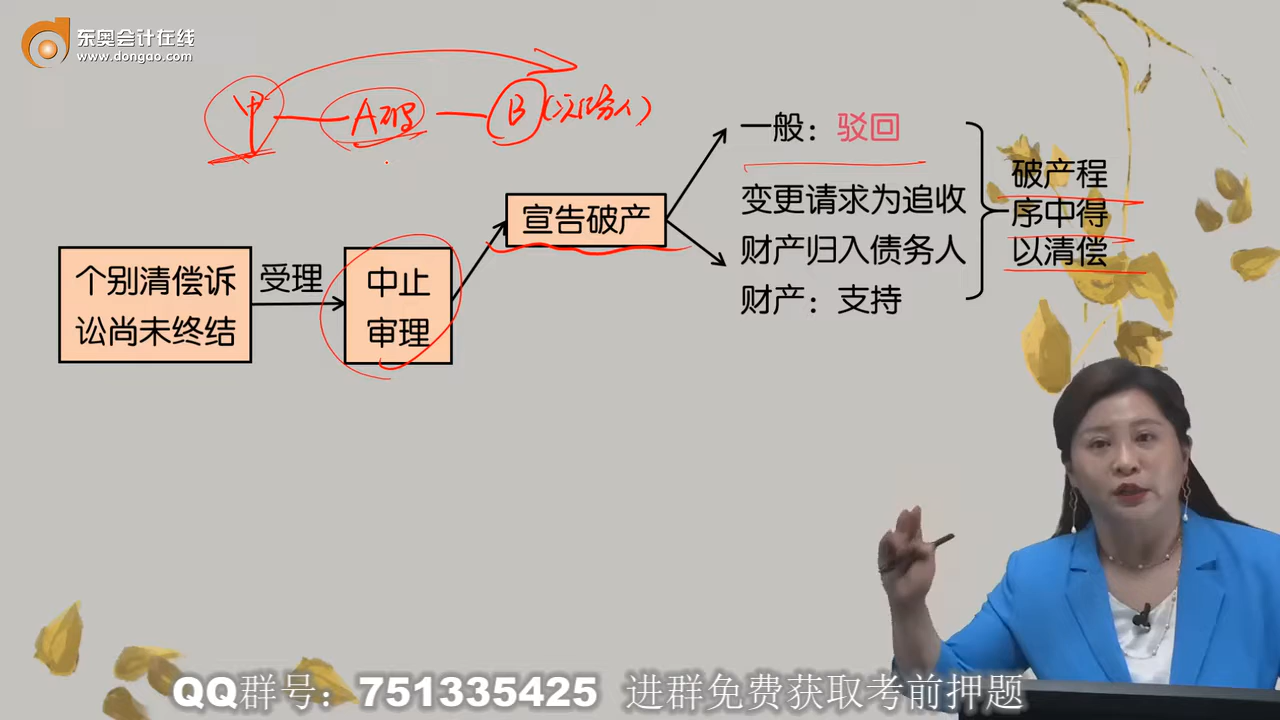 东奥会计在线
www.dongao.com
甲 — A破 — B (次债务人)
一般：驳回
变更请求为追收
财产归入债务人
财产：支持
破产程
序中得
以清偿
宣告破产
个别清偿诉
讼尚未终结
受理
中止
审理
QQ群号：751335425 进群免费获取考前押题